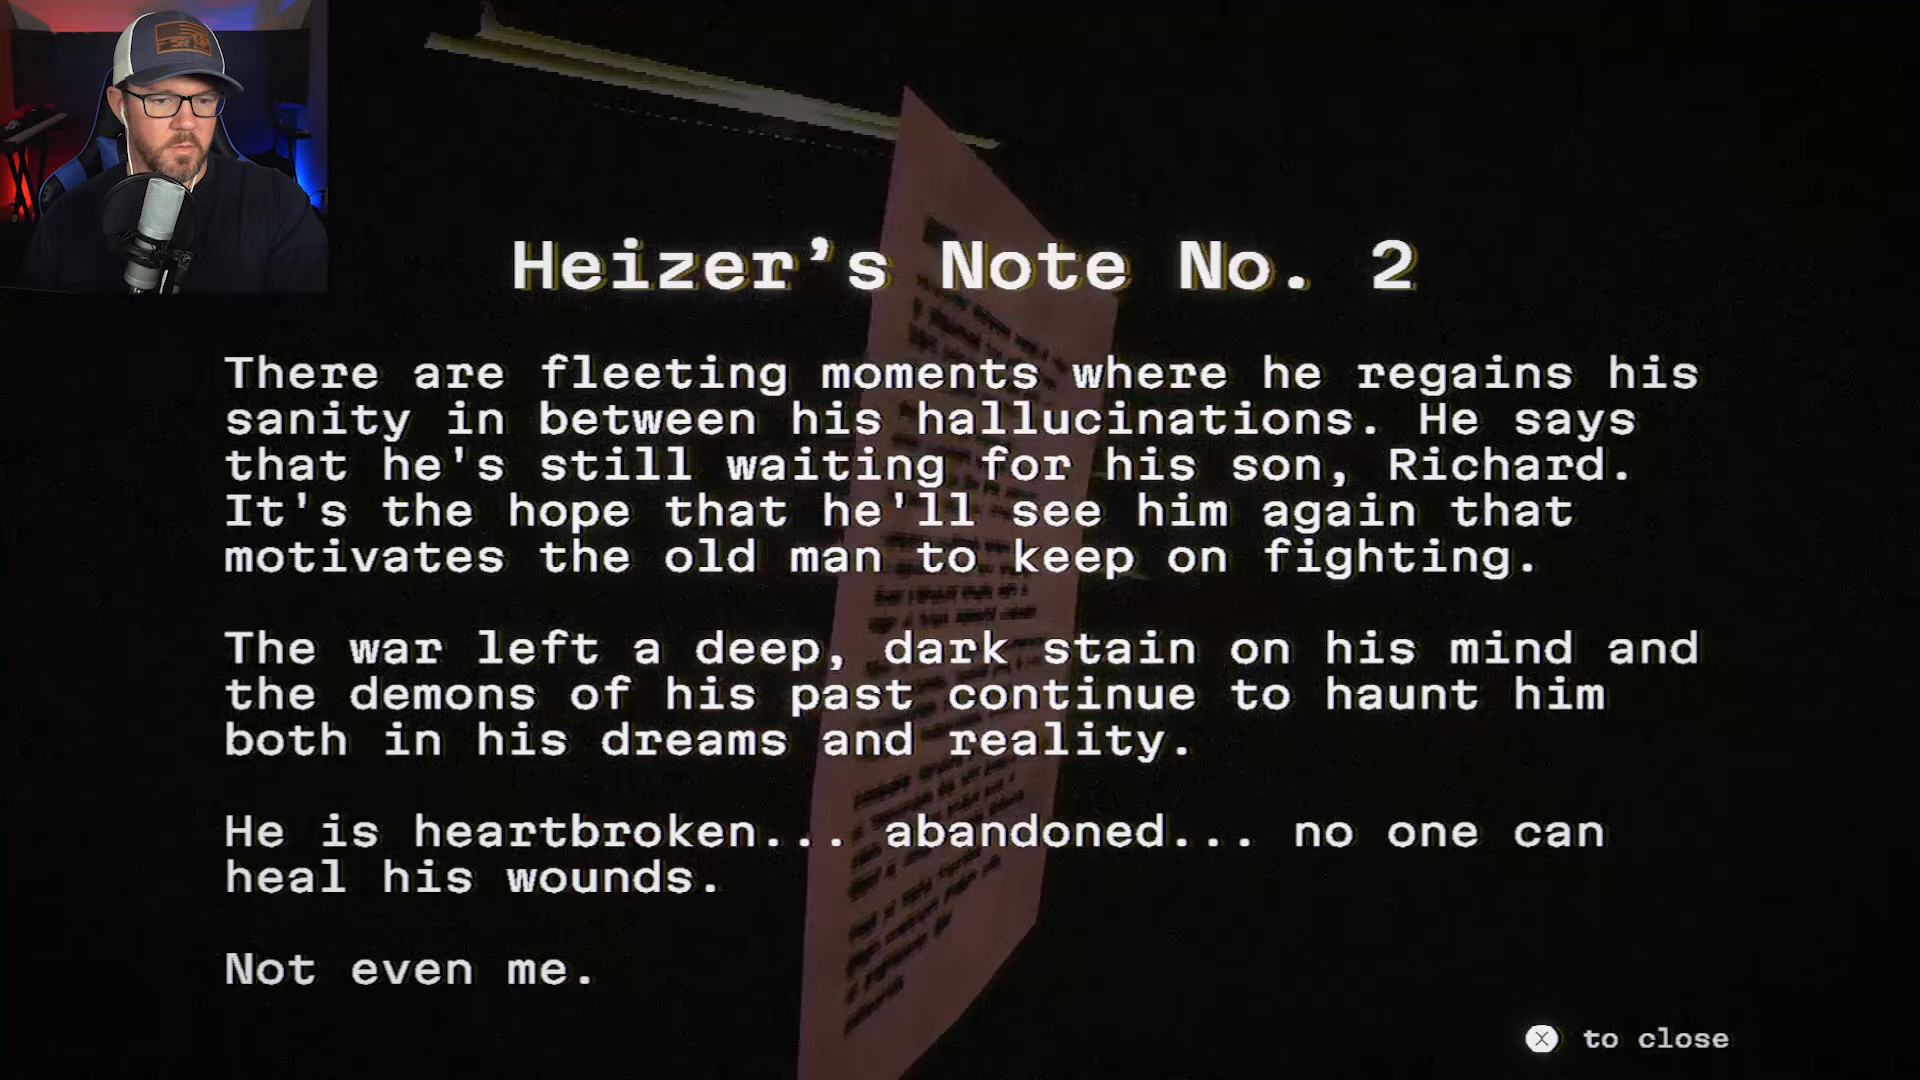 Heizer’s Note No. 2
There are fleeting moments where he regains his
sanity in between his hallucinations. He says
that he's still waiting for his son, Richard.
It's the hope that he'll see him again that
motivates the old man to keep on fighting.
The war left a deep, dark stain on his mind and
the demons of his past continue to haunt him
both in his dreams and reality.
He is heartbroken... abandoned... no one can
heal his wounds.
Not even me.
to close